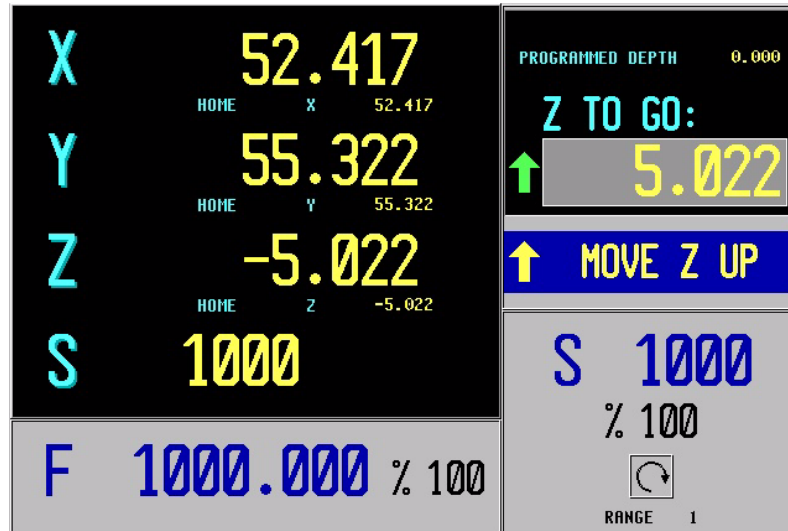 X 52.417
HOME X 52.417
Y 55.322
HOME Y 55.322
Z -5.022
HOME Z -5.022
S 1000
F 1000.000 % 100
PROGRAMMED DEPTH 0.000
Z TO GO:
5.022
MOVE Z UP
S 1000
% 100
RANGE 1